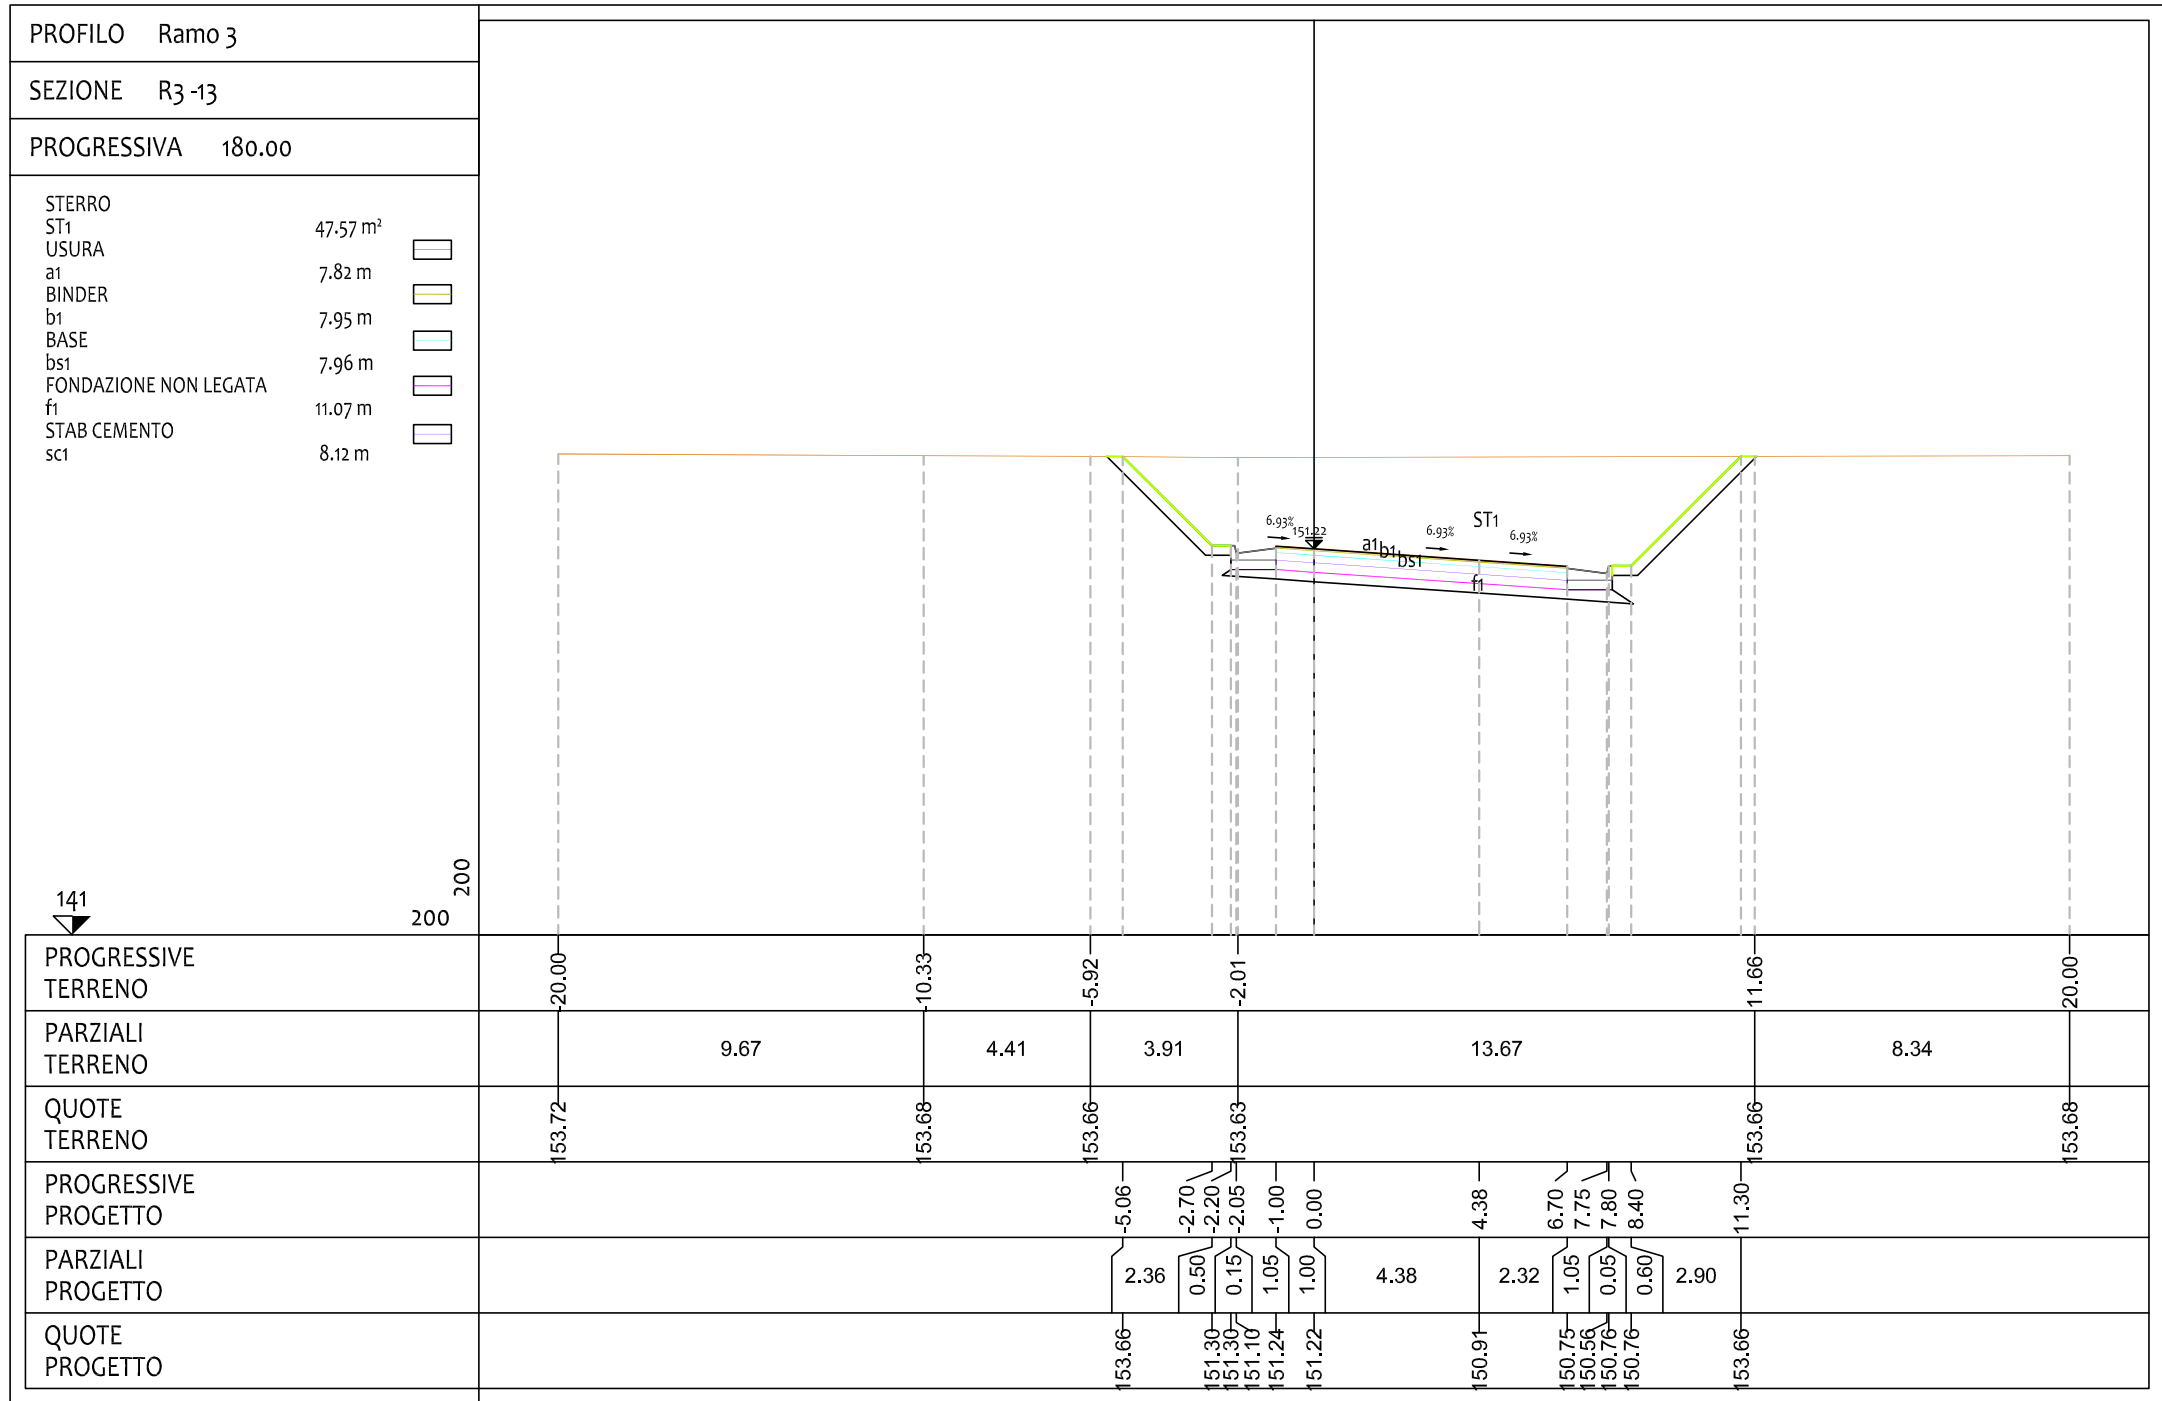 PROFILO Ramo 3
SEZIONE R3 -13
PROGRESSIVA 180.00
STERRO
ST1 47.57 m²
USURA
a1 7.82 m
BINDER
b1 7.95 m
BASE
bs1 7.96 m
FONDAZIONE NON LEGATA
f1 11.07 m
STAB CEMENTO
sc1 8.12 m
6.93% 151.22 6.93% 6.93%
ST1
a1 b1 bs1
f1
200
141
200
PROGRESSIVE
TERRENO
-20.00 -10.33 -5.92 -2.01 11.66 20.00
PARZIALI
TERRENO
9.67 4.41 3.91 13.67 8.34
QUOTE
TERRENO
153.72 153.68 153.66 153.63 153.66 153.68
PROGRESSIVE
PROGETTO
-5.06 -2.70 -2.20 -2.05 -1.00 0.00 4.38 6.70 7.75 7.80 8.40 11.30
PARZIALI
PROGETTO
2.36 0.50 0.15 1.05 1.00 4.38 2.32 1.05 0.05 0.60 2.90
QUOTE
PROGETTO
153.66 151.30 151.30 151.10 151.24 151.22 150.91 150.75 150.56 150.76 150.76 153.66